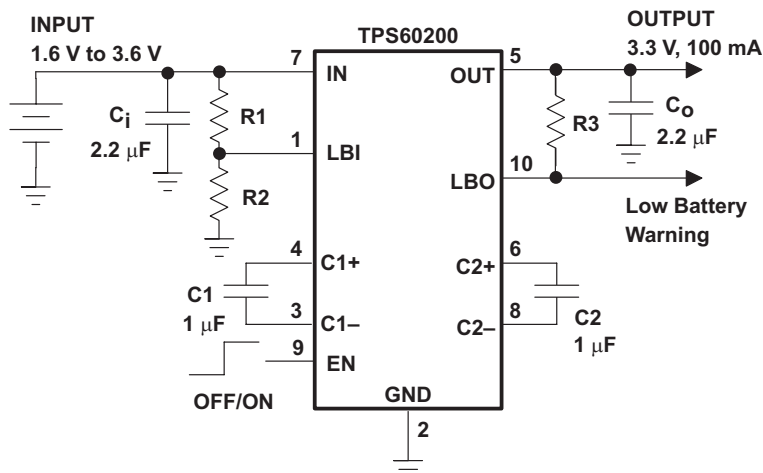 INPUT
1.6 V to 3.6 V
TPS60200
OUTPUT
3.3 V, 100 mA
7
IN
5
OUT
Ci
2.2 μF
R1
R3
Co
2.2 μF
1
LBI
10
LBO
R2
Low Battery
Warning
4
C1+
6
C2+
C1
1 μF
3
C1–
8
C2–
C2
1 μF
9
EN
OFF/ON
GND
2